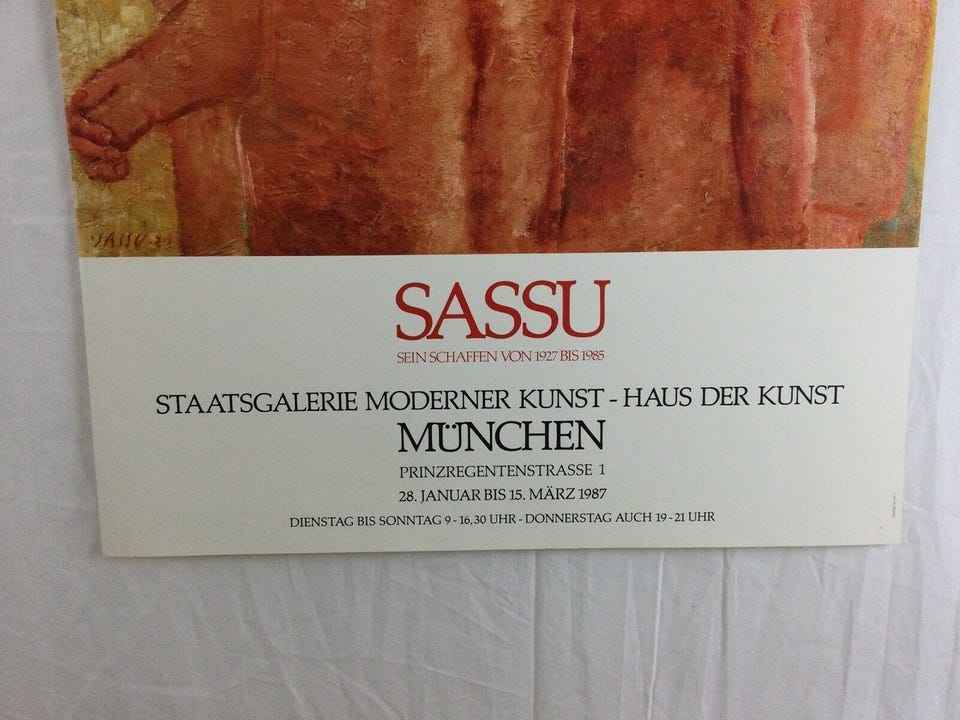 SASSU
SEIN SCHAFFEN VON 1927 BIS 1985
STAATSGALERIE MODERNER KUNST - HAUS DER KUNST
MÜNCHEN
PRINZREGENTENSTRASSE 1
28. JANUAR BIS 15. MÄRZ 1987
DIENSTAG BIS SONNTAG 9 - 16,30 UHR - DONNERSTAG AUCH 19 - 21 UHR